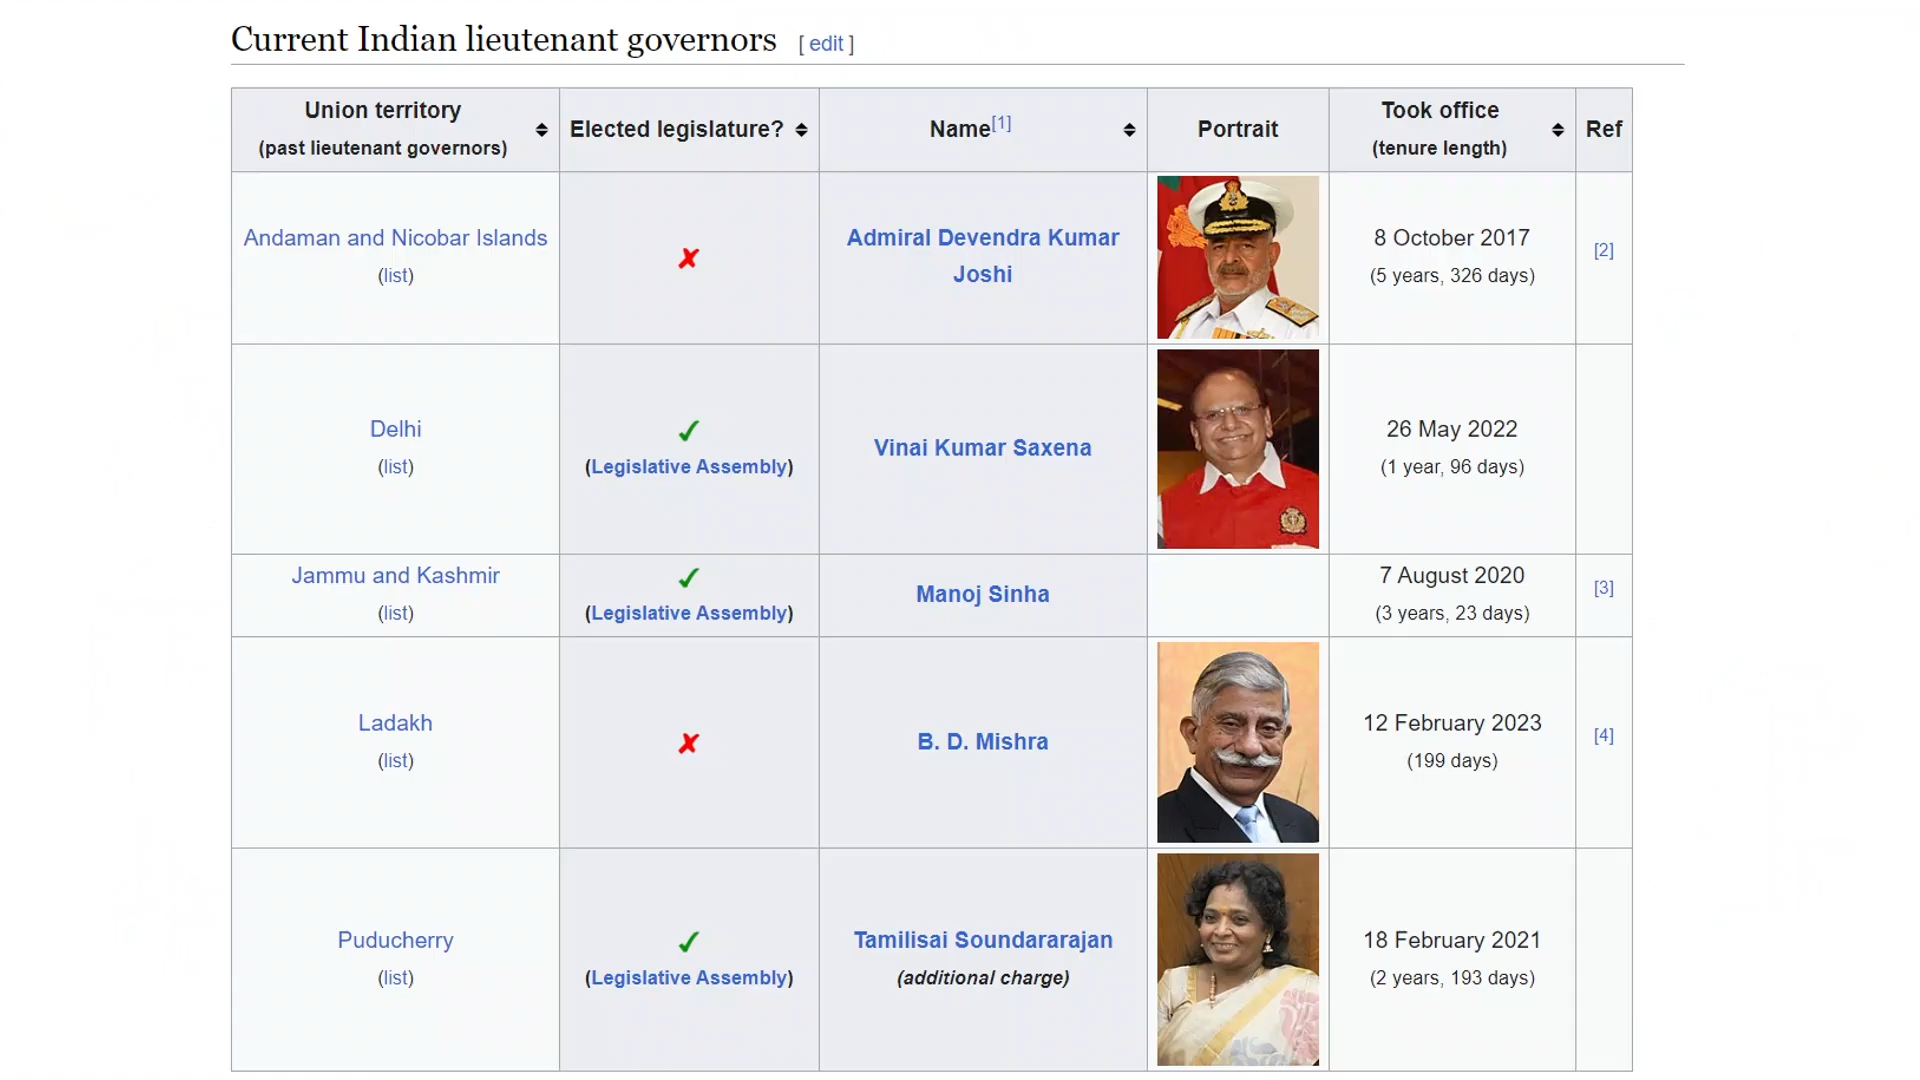 Current Indian lieutenant governors [ edit ]
Union territory
(past lieutenant governors)
Elected legislature?
Name[1]
Portrait
Took office
(tenure length)
Ref
Andaman and Nicobar Islands
(list)
✘
Admiral Devendra Kumar
Joshi
8 October 2017
(5 years, 326 days)
[2]
Delhi
(list)
✓
(Legislative Assembly)
Vinai Kumar Saxena
26 May 2022
(1 year, 96 days)
Jammu and Kashmir
(list)
✓
(Legislative Assembly)
Manoj Sinha
7 August 2020
(3 years, 23 days)
[3]
Ladakh
(list)
✘
B. D. Mishra
12 February 2023
(199 days)
[4]
Puducherry
(list)
✓
(Legislative Assembly)
Tamilisai Soundararajan
(additional charge)
18 February 2021
(2 years, 193 days)